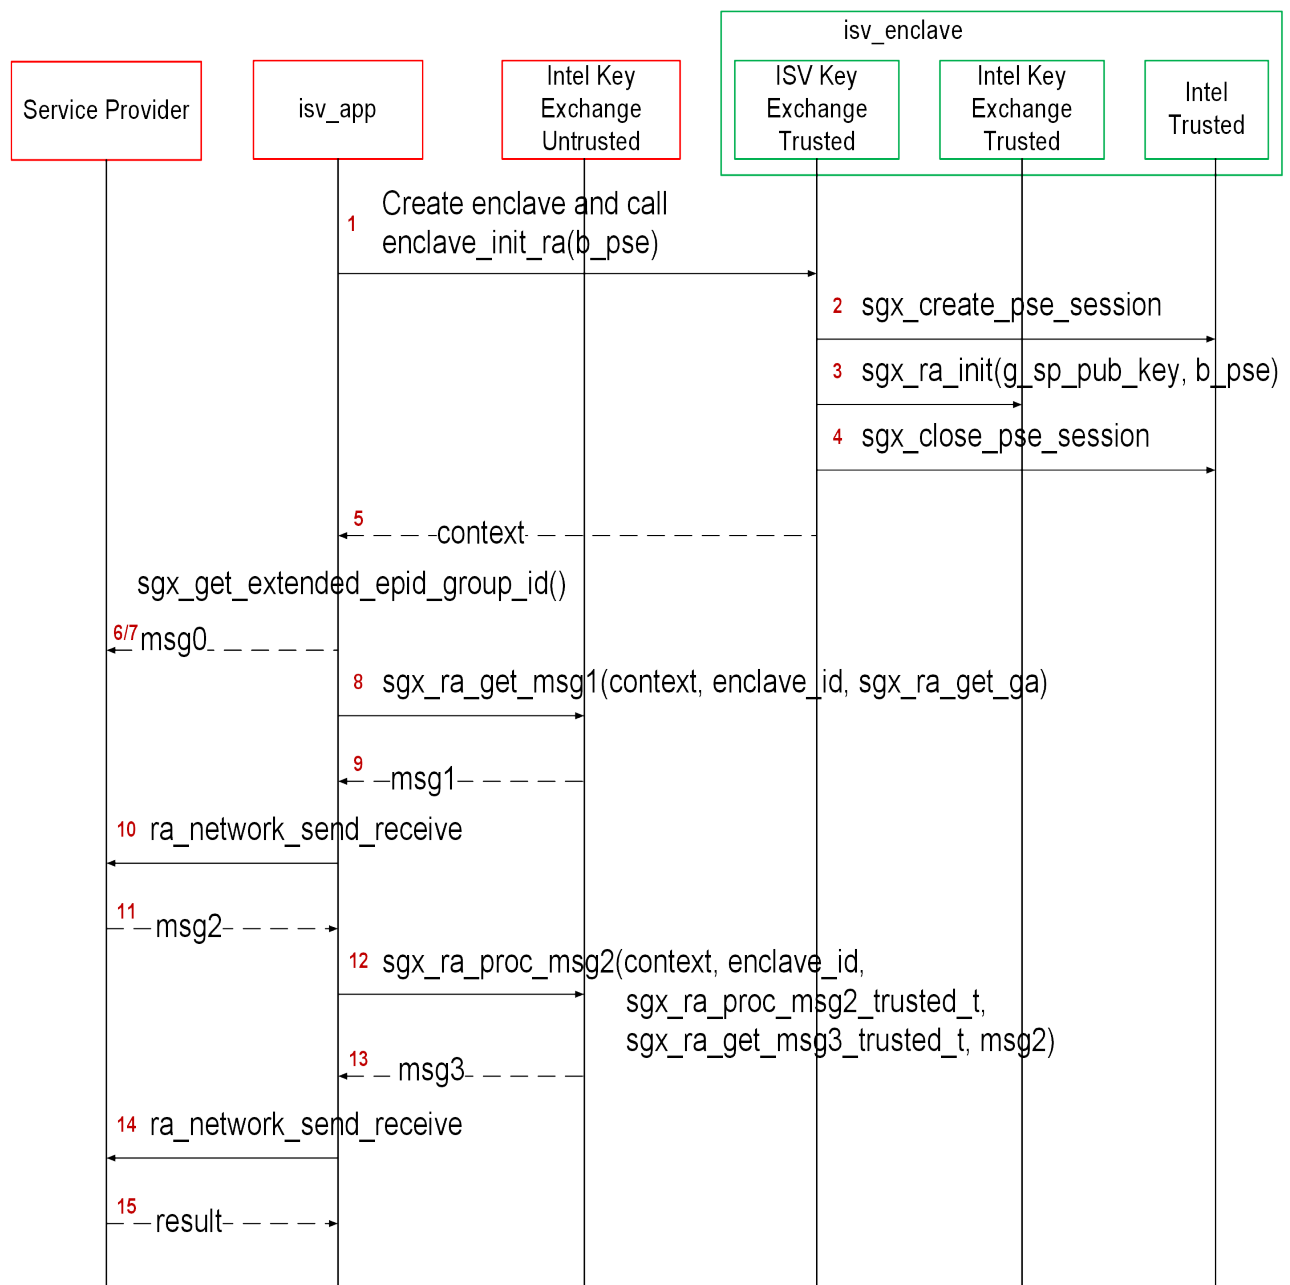 isv_enclave
Service Provider
isv_app
Intel Key
Exchange
Untrusted
ISV Key
Exchange
Trusted
Intel Key
Exchange
Trusted
Intel
Trusted
1 Create enclave and call
enclave_init_ra(b_pse)
2 sgx_create_pse_session
3 sgx_ra_init(g_sp_pub_key, b_pse)
4 sgx_close_pse_session
5 context
sgx_get_extended_epid_group_id()
6/7 msg0
8 sgx_ra_get_msg1(context, enclave_id, sgx_ra_get_ga)
9 msg1
10 ra_network_send_receive
11 msg2
12 sgx_ra_proc_msg2(context, enclave_id,
sgx_ra_proc_msg2_trusted_t,
sgx_ra_get_msg3_trusted_t, msg2)
13 msg3
14 ra_network_send_receive
15 result